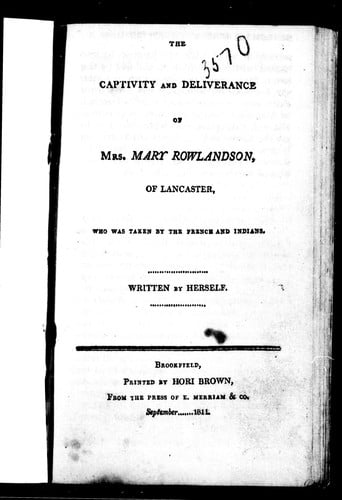 THE
3570
CAPTIVITY AND DELIVERANCE
OF
MRS. MARY ROWLANDSON,
OF LANCASTER,
WHO WAS TAKEN BY THE FRENCH AND INDIANS.
WRITTEN BY HERSELF.
BROOKFIELD,
PRINTED BY HORI BROWN,
FROM THE PRESS OF E. MERRIAM & CO.
September.......1811.